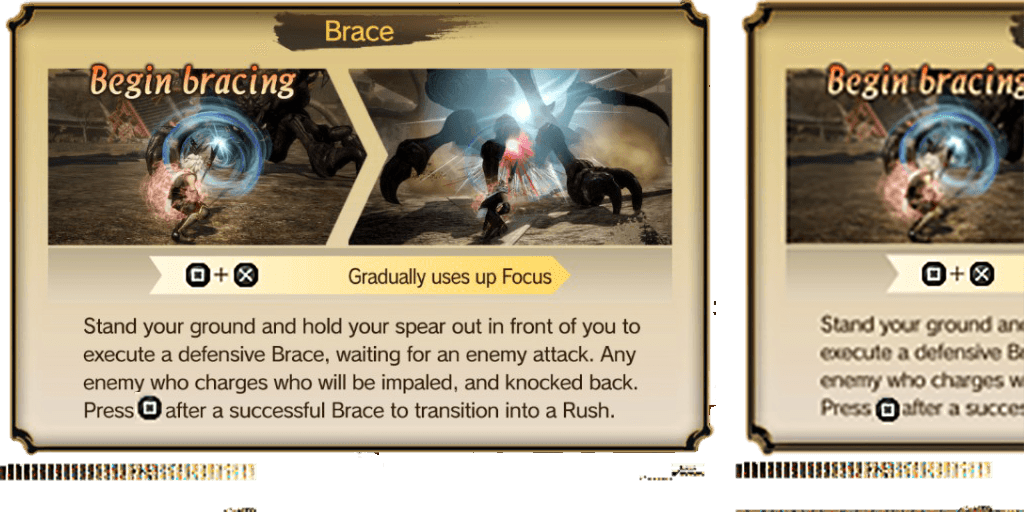 Brace
Begin bracing
+
Gradually uses up Focus
Stand your ground and hold your spear out in front of you to
execute a defensive Brace, waiting for an enemy attack. Any
enemy who charges who will be impaled, and knocked back.
Press after a successful Brace to transition into a Rush.
Begin bracing
+
Stand your ground and
execute a defensive B
enemy who charges w
Press after a succes